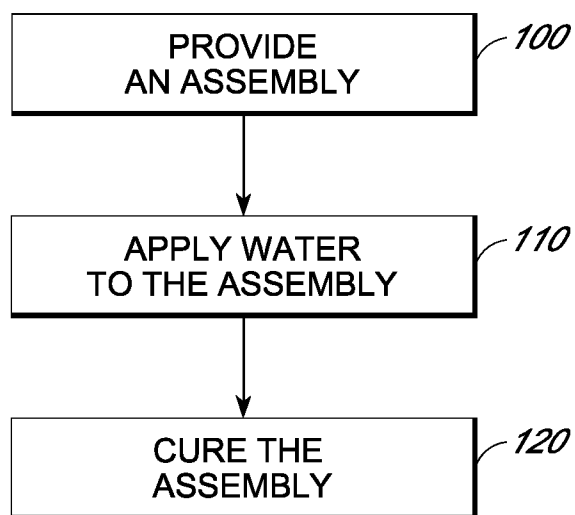 PROVIDE
AN ASSEMBLY
100
APPLY WATER
TO THE ASSEMBLY
110
CURE THE
ASSEMBLY
120